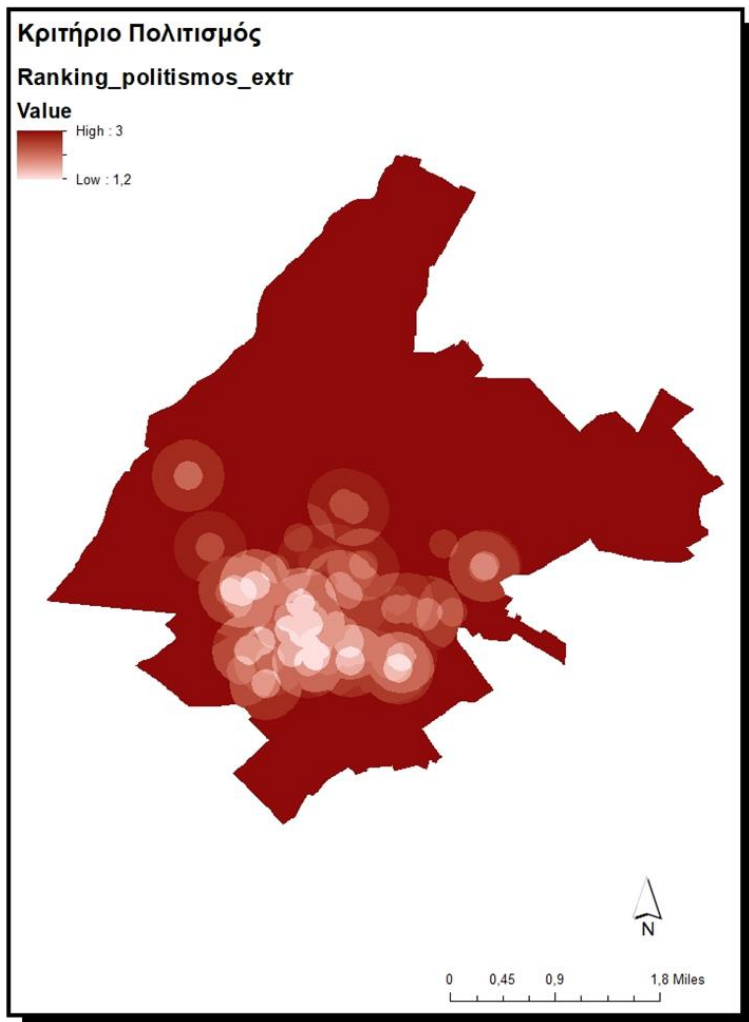 Κριτήριο Πολιτισμός
Ranking_politismos_extr
Value
High : 3
Low : 1,2
N
0 0,45 0,9 1,8 Miles